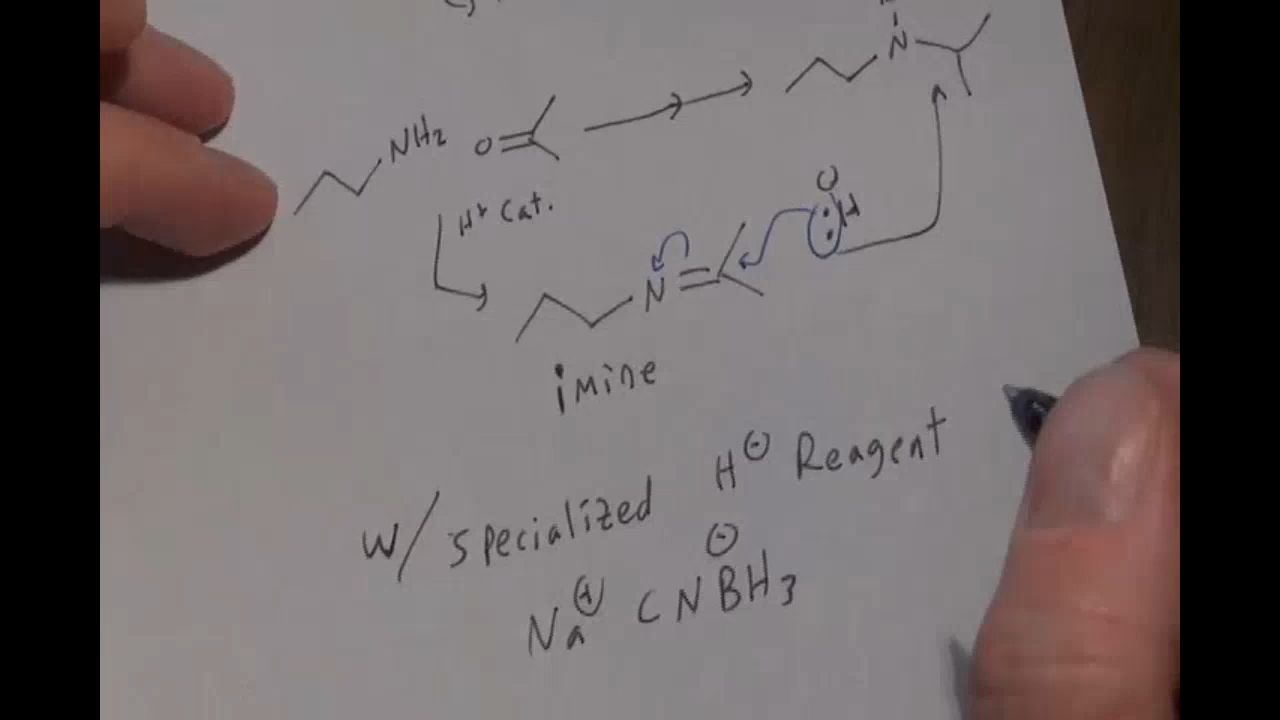 N
NH2 O
H+ Cat.
H
N
imine
w/ specialized H⊖ Reagent
Na⊕ CNBH3⊖